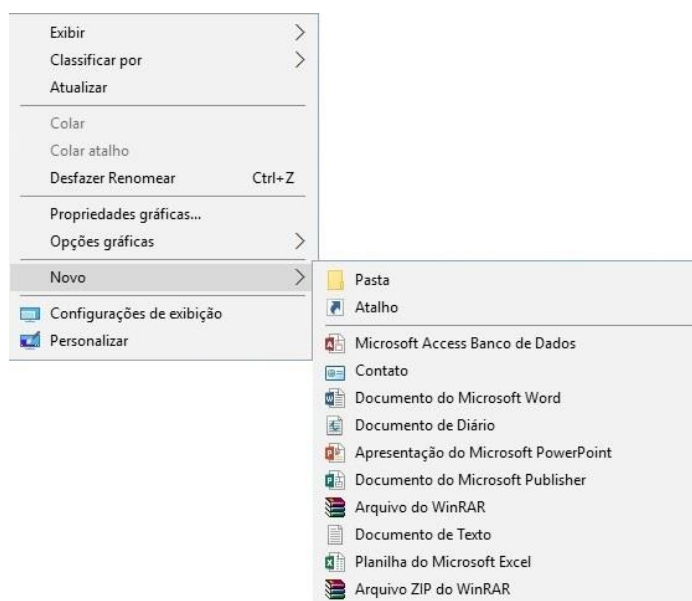 Exibir
Classificar por
Atualizar
Colar
Colar atalho
Desfazer Renomear Ctrl+Z
Propriedades gráficas...
Opções gráficas
Novo
Configurações de exibição
Personalizar
Pasta
Atalho
Microsoft Access Banco de Dados
Contato
Documento do Microsoft Word
Documento de Diário
Apresentação do Microsoft PowerPoint
Documento do Microsoft Publisher
Arquivo do WinRAR
Documento de Texto
Planilha do Microsoft Excel
Arquivo ZIP do WinRAR